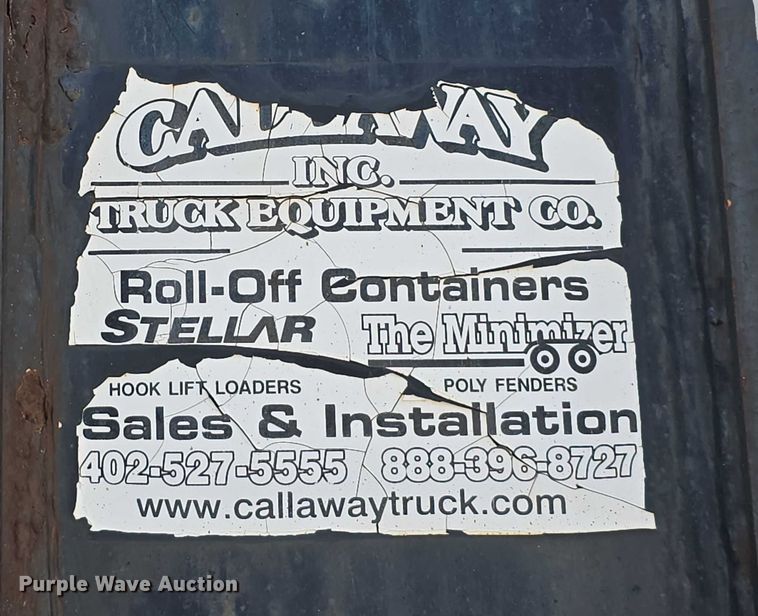 CALLAWAY
INC.
TRUCK EQUIPMENT CO.
Roll-Off Containers
STELLAR The Minimizer
HOOK LIFT LOADERS POLY FENDERS
Sales & Installation
402-527-5555 888-396-8727
www.callawaytruck.com
Purple Wave Auction